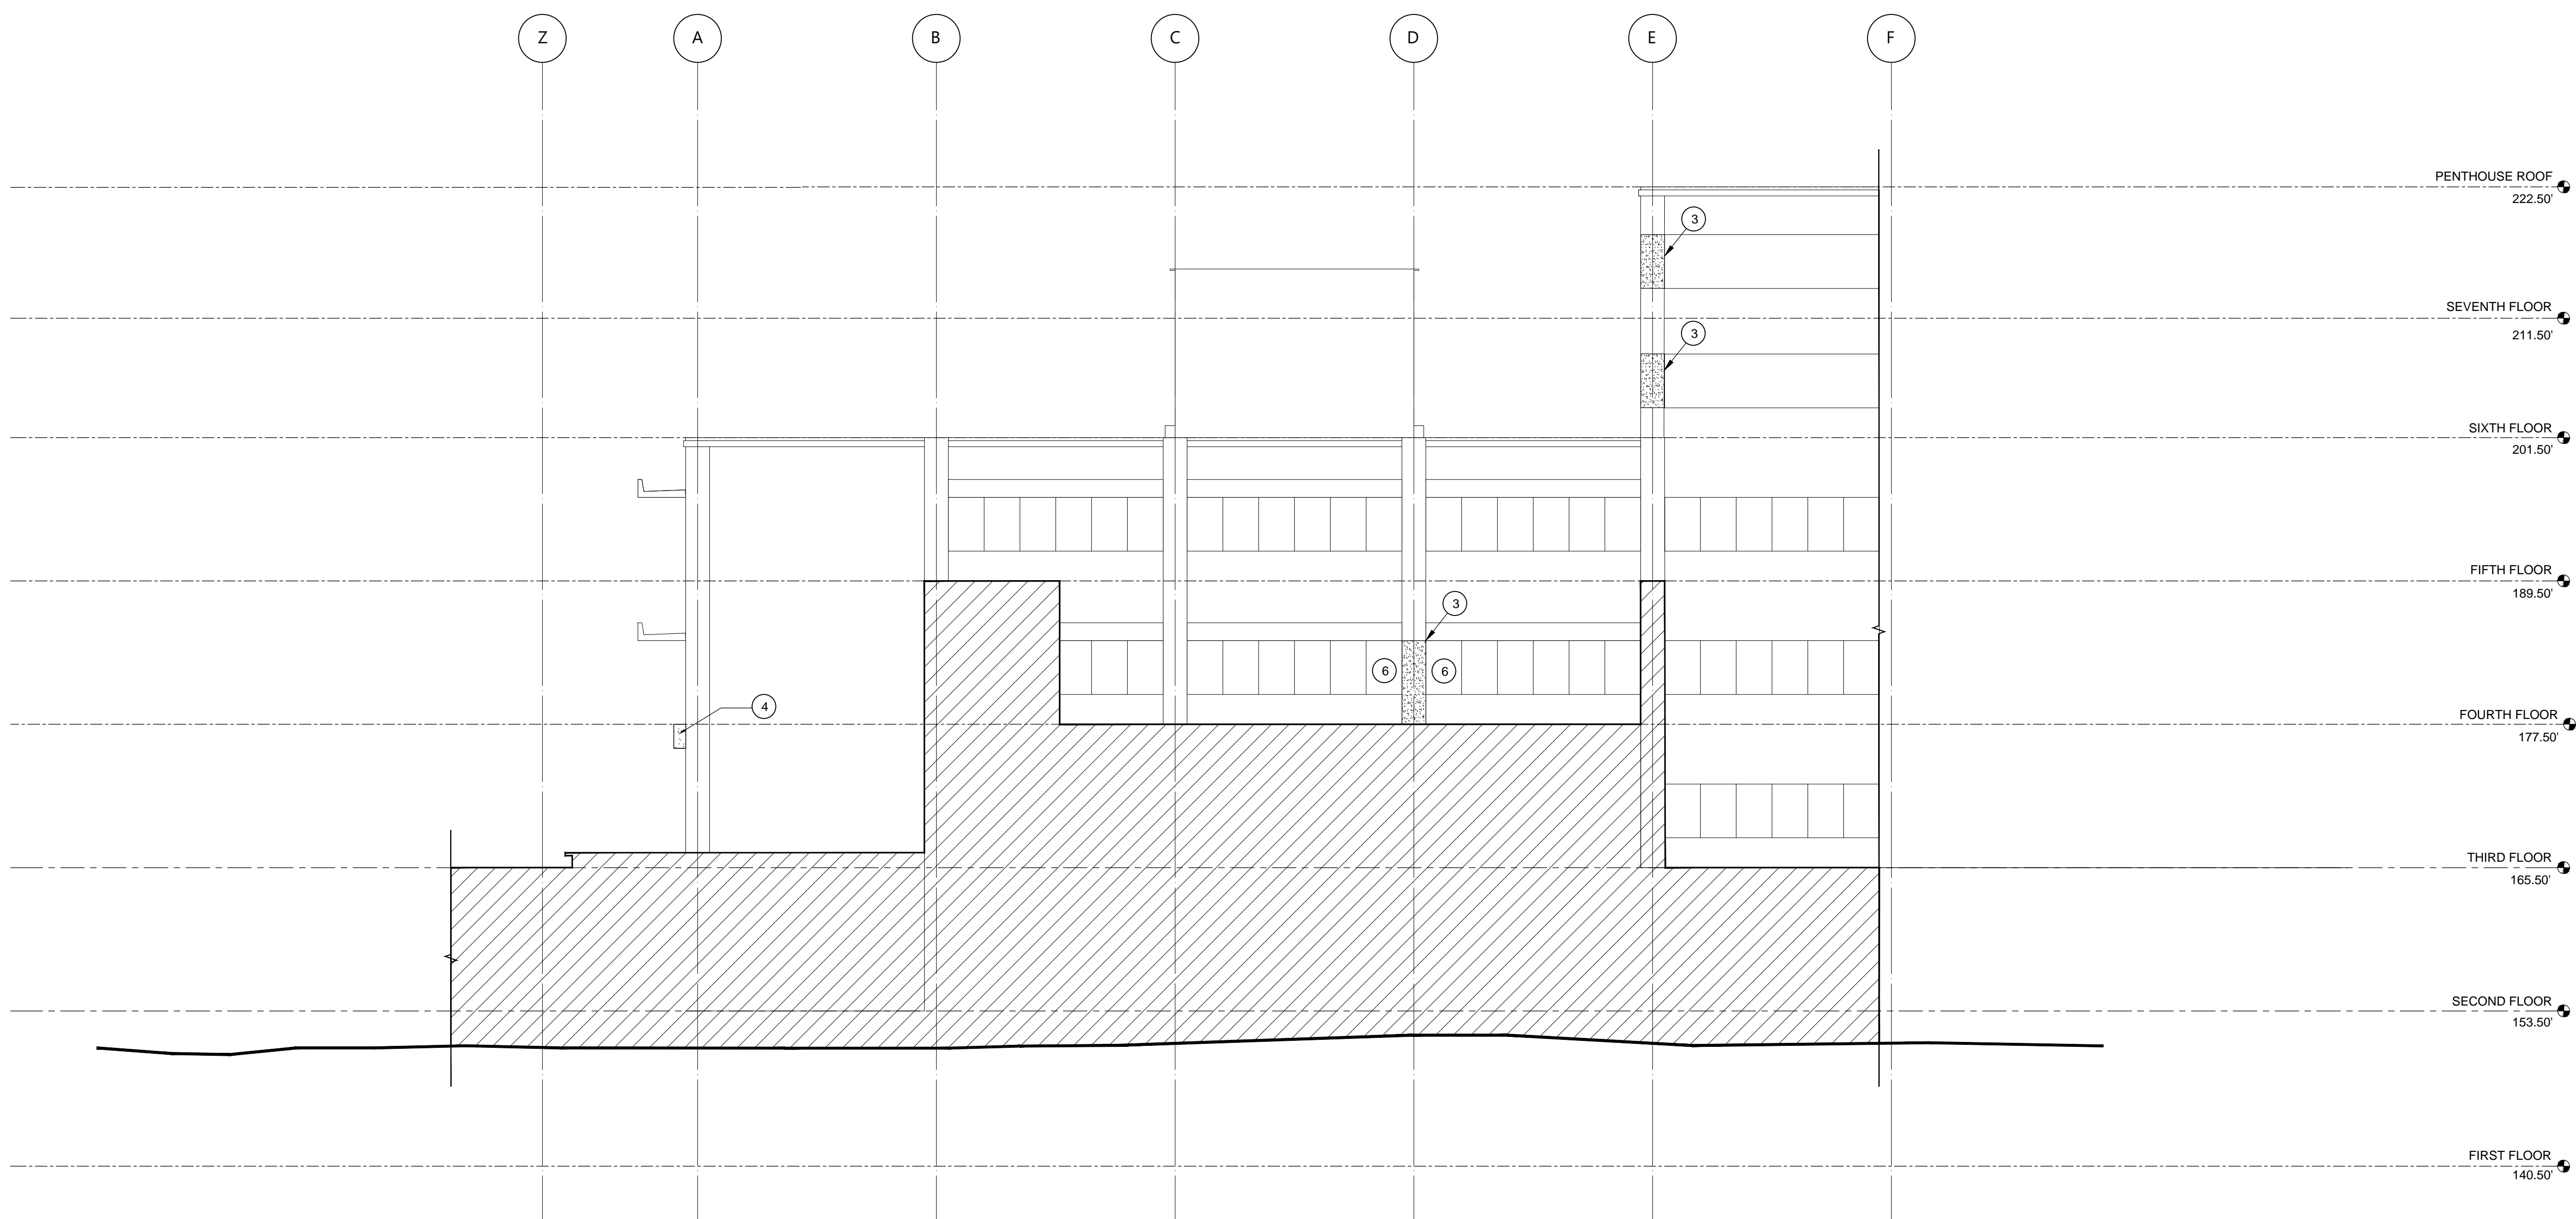 Z A B C D E F
PENTHOUSE ROOF
222.50'
3
SEVENTH FLOOR
211.50'
3
SIXTH FLOOR
201.50'
FIFTH FLOOR
189.50'
3
6 6
4
FOURTH FLOOR
177.50'
THIRD FLOOR
165.50'
SECOND FLOOR
153.50'
FIRST FLOOR
140.50'